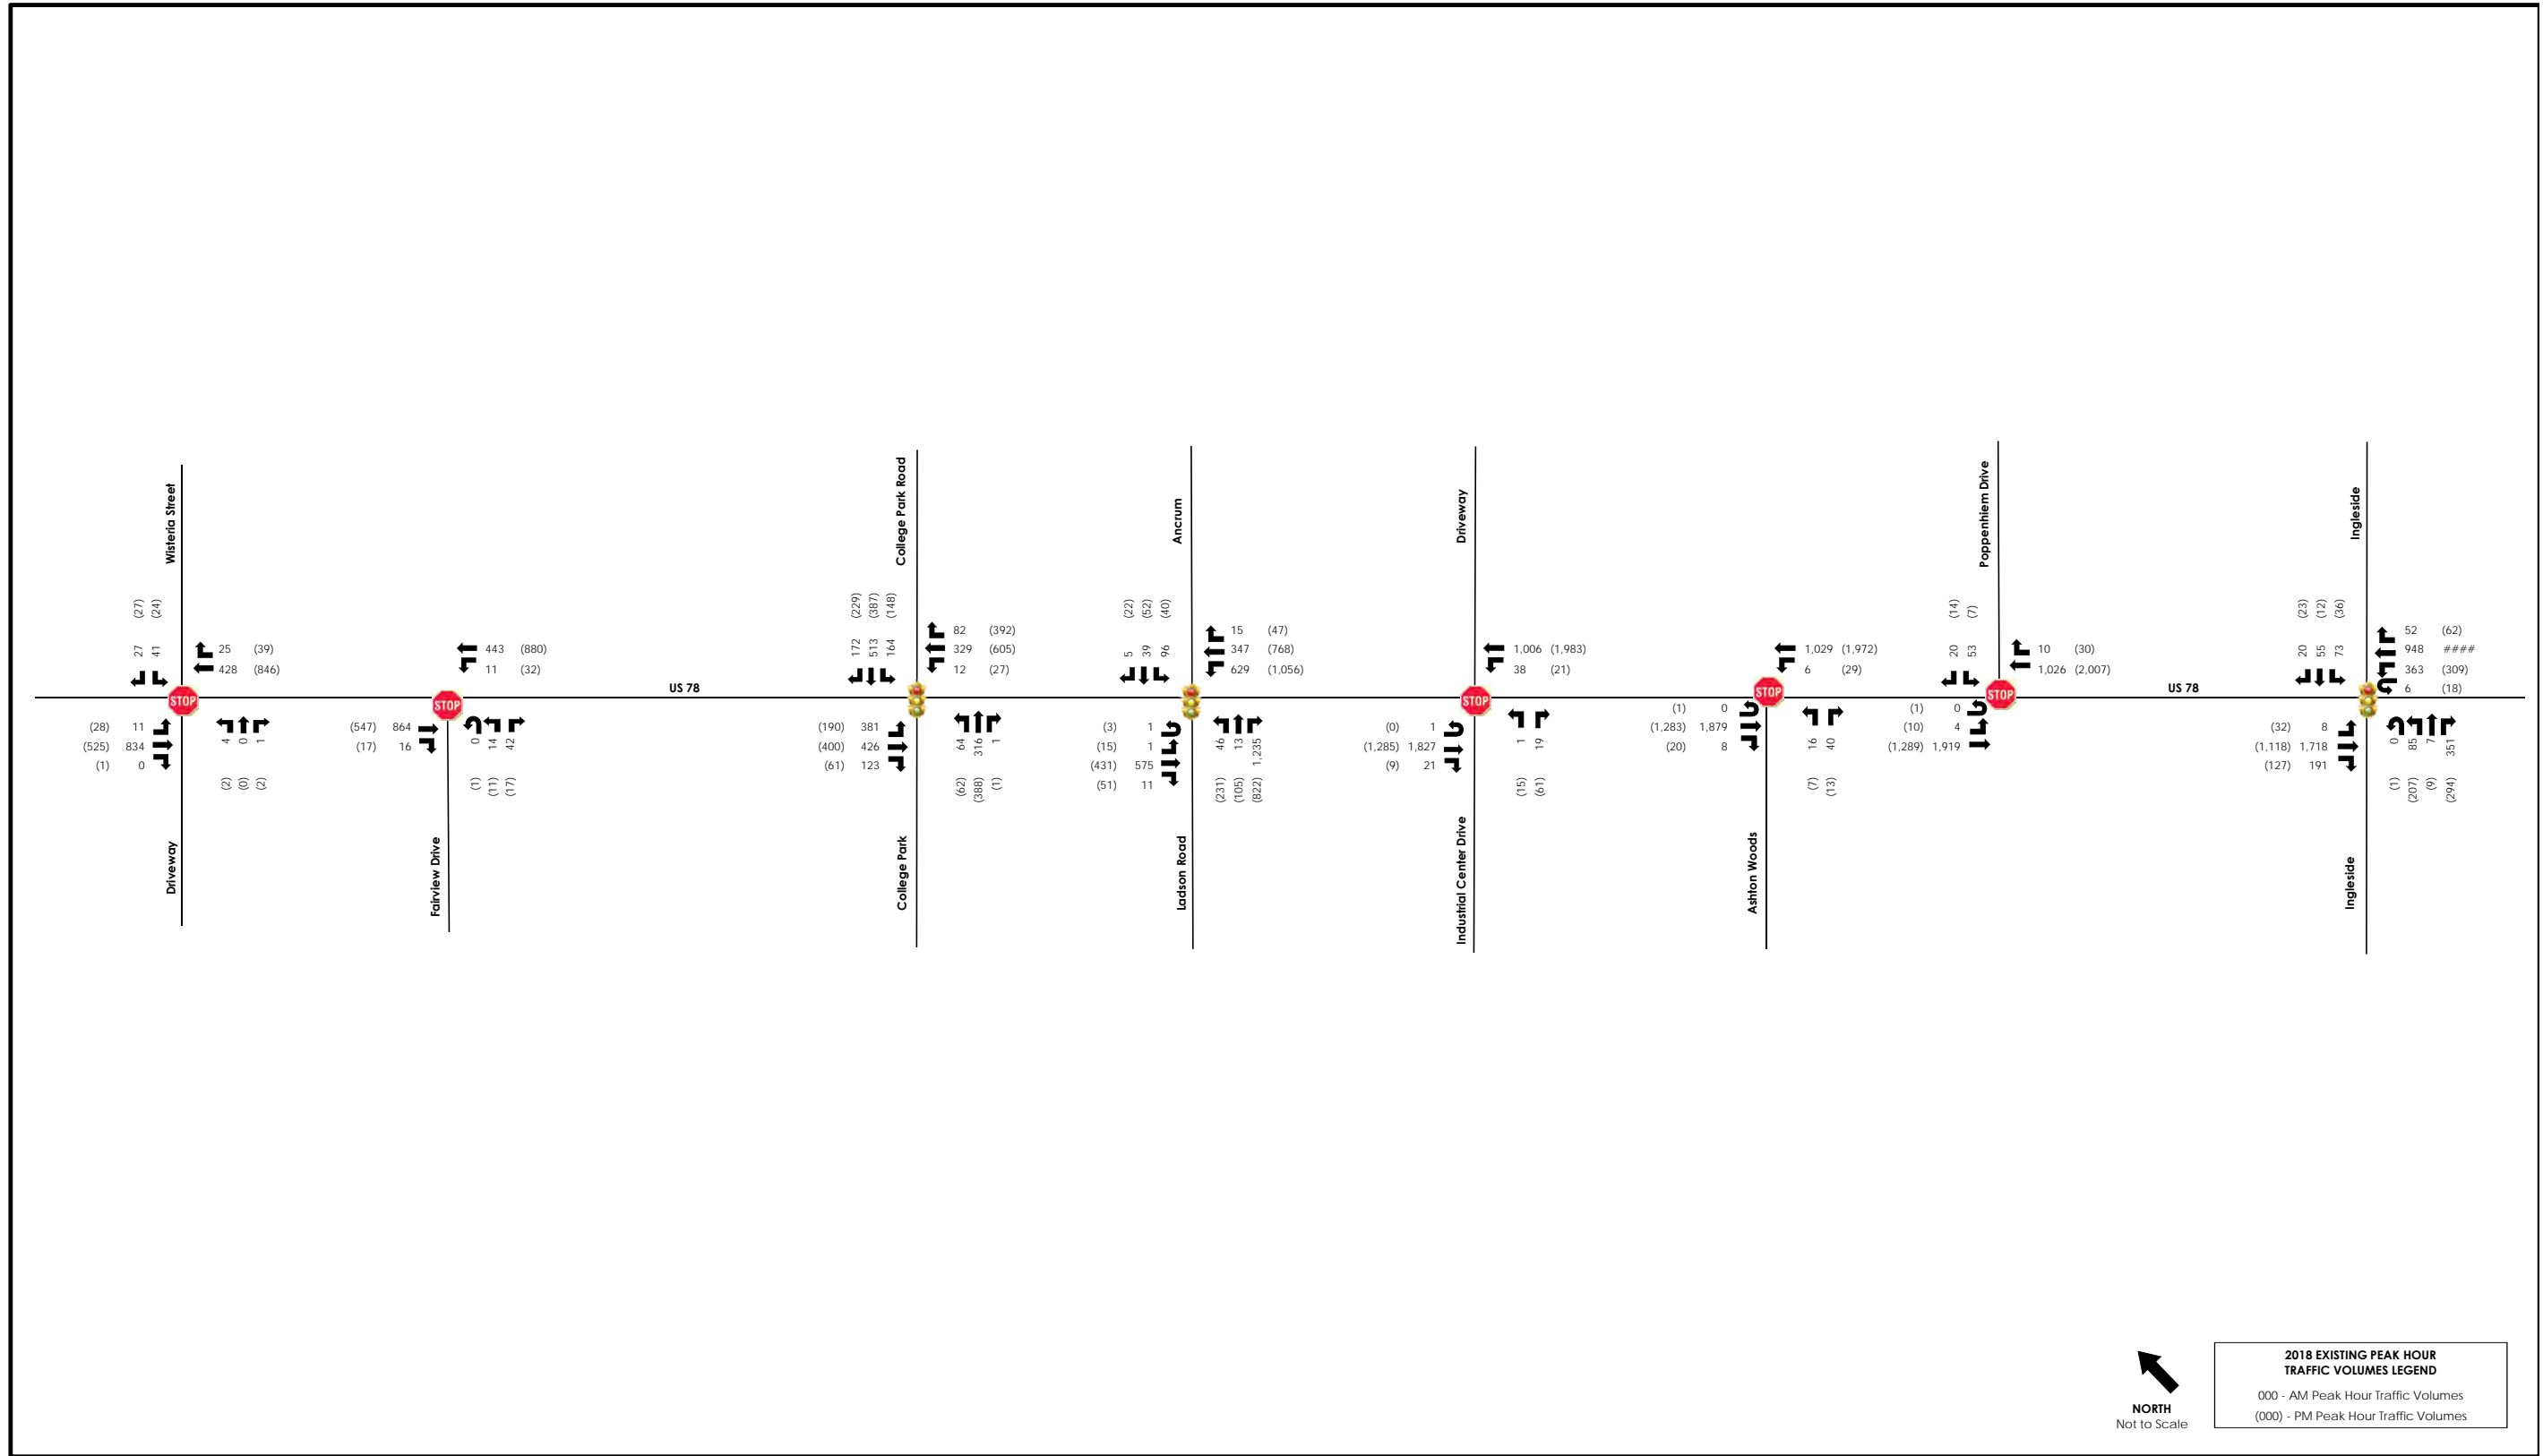 Wisteria Street
(27) (24)
27 41
25 (39)
428 (846)
STOP
(28) 11
(525) 834
(1) 0
4 0 1
(2) (0) (2)
Driveway
443 (880)
11 (32)
STOP
(547) 864
(17) 16
0 14 42
(1) (11) (17)
Fairview Drive
US 78
College Park Road
(229) (387) (148)
172 513 164
82 (392)
329 (605)
12 (27)
(190) 381
(400) 426
(61) 123
64 316 1
(62) (388) (1)
College Park
Ancrum
(22) (52) (40)
5 39 96
15 (47)
347 (768)
629 (1,056)
(3) 1
(15) 1
(431) 575
(51) 11
46 13 1,235
(231) (105) (822)
Ladson Road
Driveway
1,006 (1,983)
38 (21)
STOP
(0) 1
(1,285) 1,827
(9) 21
1 19
(15) (61)
Industrial Center Drive
1,029 (1,972)
6 (29)
STOP
(1) 0
(1,283) 1,879
(20) 8
16 40
(7) (13)
Ashton Woods
Poppenhiem Drive
(14) (7)
20 53
10 (30)
1,026 (2,007)
STOP
(1) 0
(10) 4
(1,289) 1,919
US 78
Ingleside
(23) (12) (36)
20 55 73
52 (62)
948 ####
363 (309)
6 (18)
(32) 8
(1,118) 1,718
(127) 191
0 85 7 351
(1) (207) (9) (294)
Ingleside
NORTH
Not to Scale
2018 EXISTING PEAK HOUR
TRAFFIC VOLUMES LEGEND
000 - AM Peak Hour Traffic Volumes
(000) - PM Peak Hour Traffic Volumes